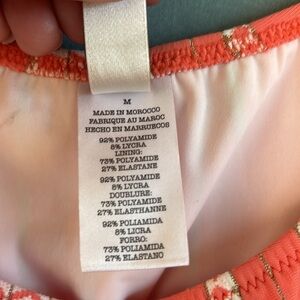 M
MADE IN MOROCCO
FABRIQUE AU MAROC
HECHO EN MARRUECOS
92% POLYAMIDE
8% LYCRA
LINING:
73% POLYAMIDE
27% ELASTANE
92% POLYAMIDE
8% LYCRA
DOUBLURE:
73% POLYAMIDE
27% ELASTHANNE
92% POLIAMIDA
8% LICRA
FORRO:
73% POLIAMIDA
27% ELASTANO